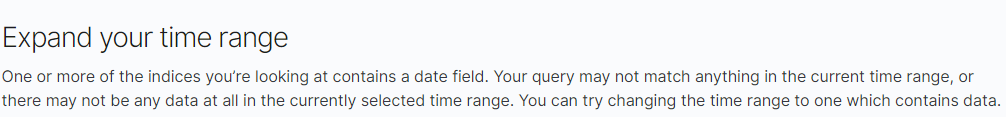 Expand your time range
One or more of the indices you’re looking at contains a date field. Your query may not match anything in the current time range, or
there may not be any data at all in the currently selected time range. You can try changing the time range to one which contains data.